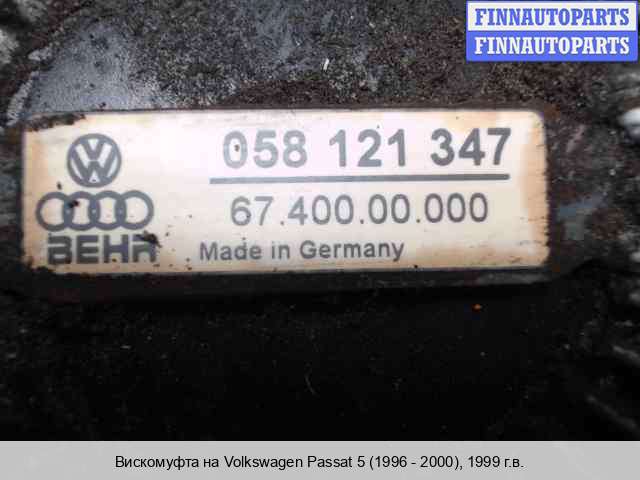 FINNAUTOPARTS
FINNAUTOPARTS
058 121 347
67.400.00.000
BEHR
Made in Germany
Вискомуфта на Volkswagen Passat 5 (1996 - 2000), 1999 г.в.